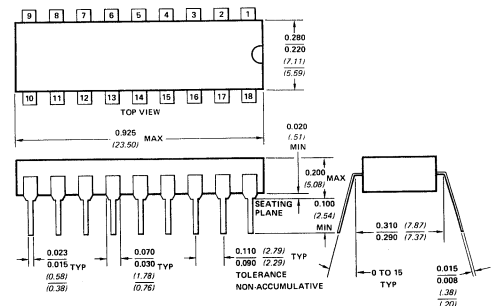 9 8 7 6 5 4 3 2 1
0.280
0.220
(7.11)
(5.59)
10 11 12 13 14 15 16 17 18
TOP VIEW
0.925
(23.50)
MAX
0.020
(.51)
MIN
0.200
(5.08)
MAX
SEATING
PLANE
0.100
(2.54)
MIN
0.310 (7.87)
0.290 (7.37)
0.023
0.015
(0.58)
(0.38)
TYP
0.070
0.030
(1.78)
(0.76)
TYP
0.110 (2.79)
0.090 (2.29)
TYP
TOLERANCE
NON-ACCUMULATIVE
0 TO 15
TYP
0.015
0.008
(.38)
(.20)